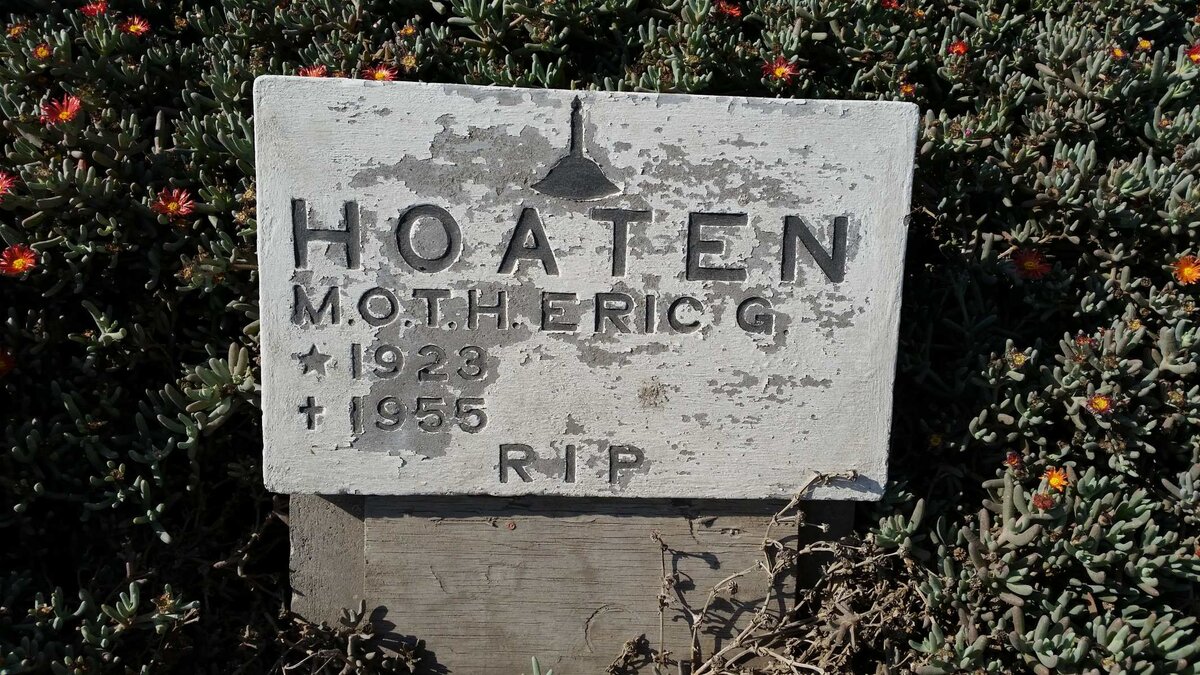 HOATEN
M.O.T.H. ERIC G.
★ 1923
✝ 1955
RIP